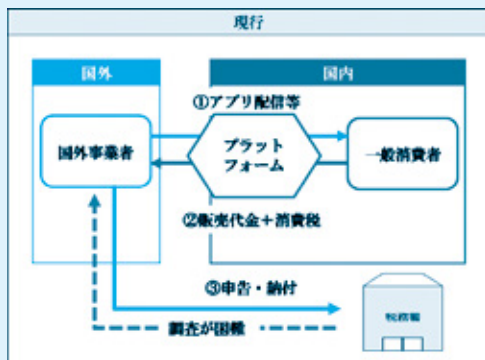 現行
国外
国内
①アプリ配信等
国外事業者
プラット
フォーム
一般消費者
②販売代金＋消費税
③申告・納付
調査が困難
税務署